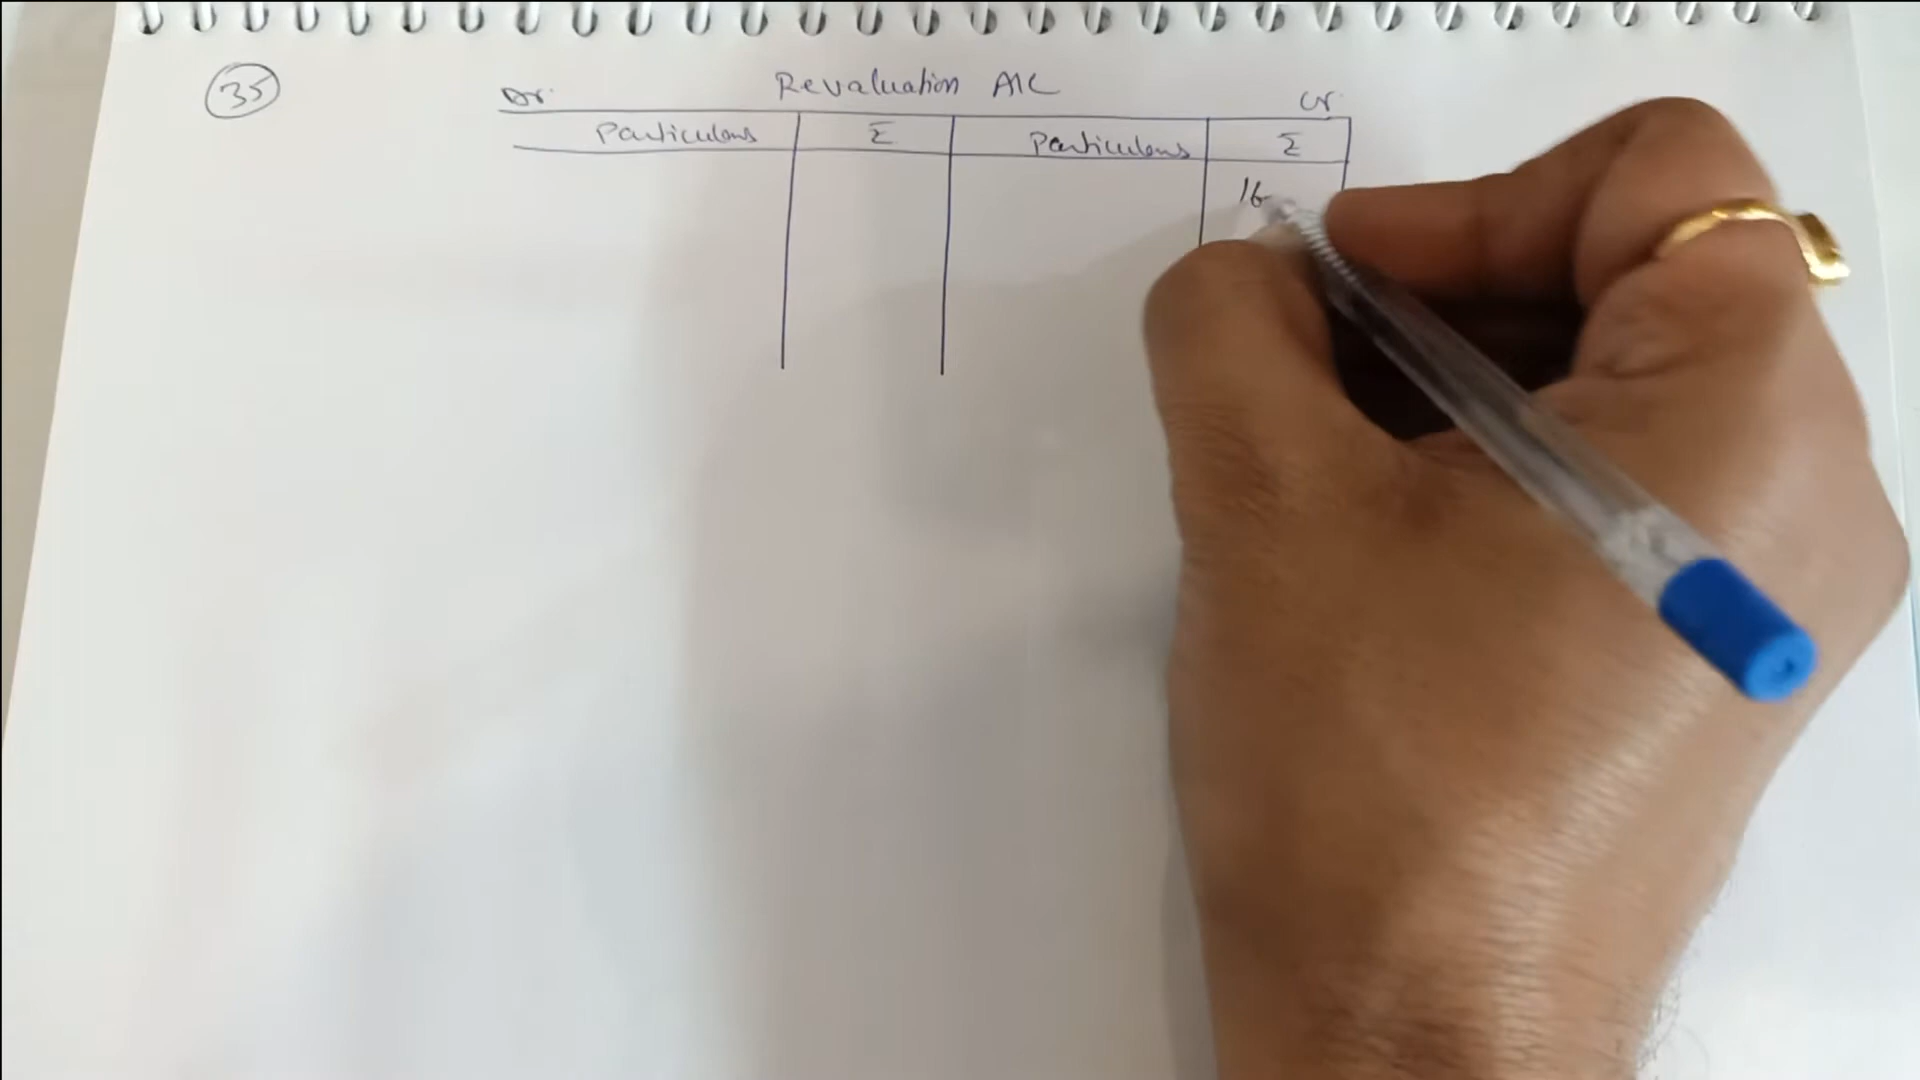 35
Revaluation A/C
Dr. Cr.
Particulars ₹ Particulars ₹
16